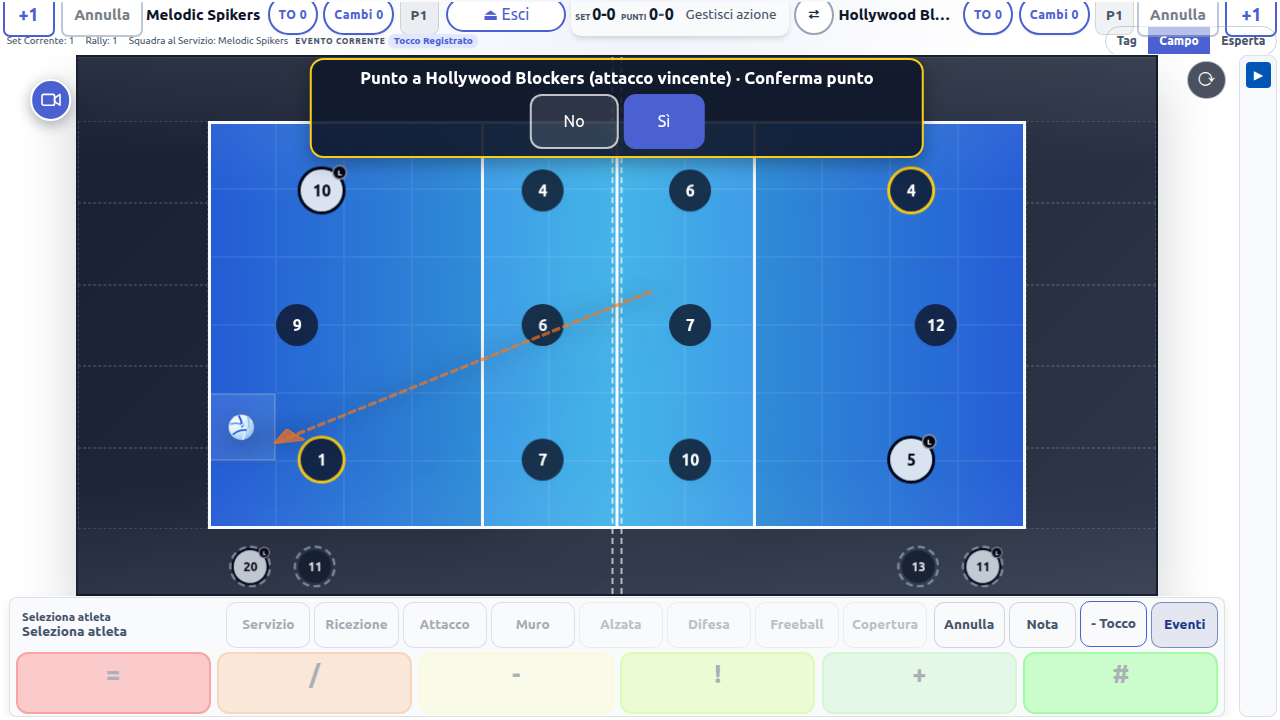 +1 Annulla Melodic Spikers TO 0 Cambi 0 P1 ⏏ Esci SET 0-0 PUNTI 0-0 Gestisci azione ⇄ Hollywood Bl... TO 0 Cambi 0 P1 Annulla +1
Set Corrente: 1 Rally: 1 Squadra al Servizio: Melodic Spikers EVENTO CORRENTE Tocco Registrato Tag Campo Esperta
Punto a Hollywood Blockers (attacco vincente) · Conferma punto
No Sì
10 L 4 6 4
9 6 7 12
1 7 10 5 L
20 L 11 13 11 L
Seleziona atleta
Seleziona atleta
Servizio Ricezione Attacco Muro Alzata Difesa Freeball Copertura Annulla Nota - Tocco Eventi
= / - ! + #